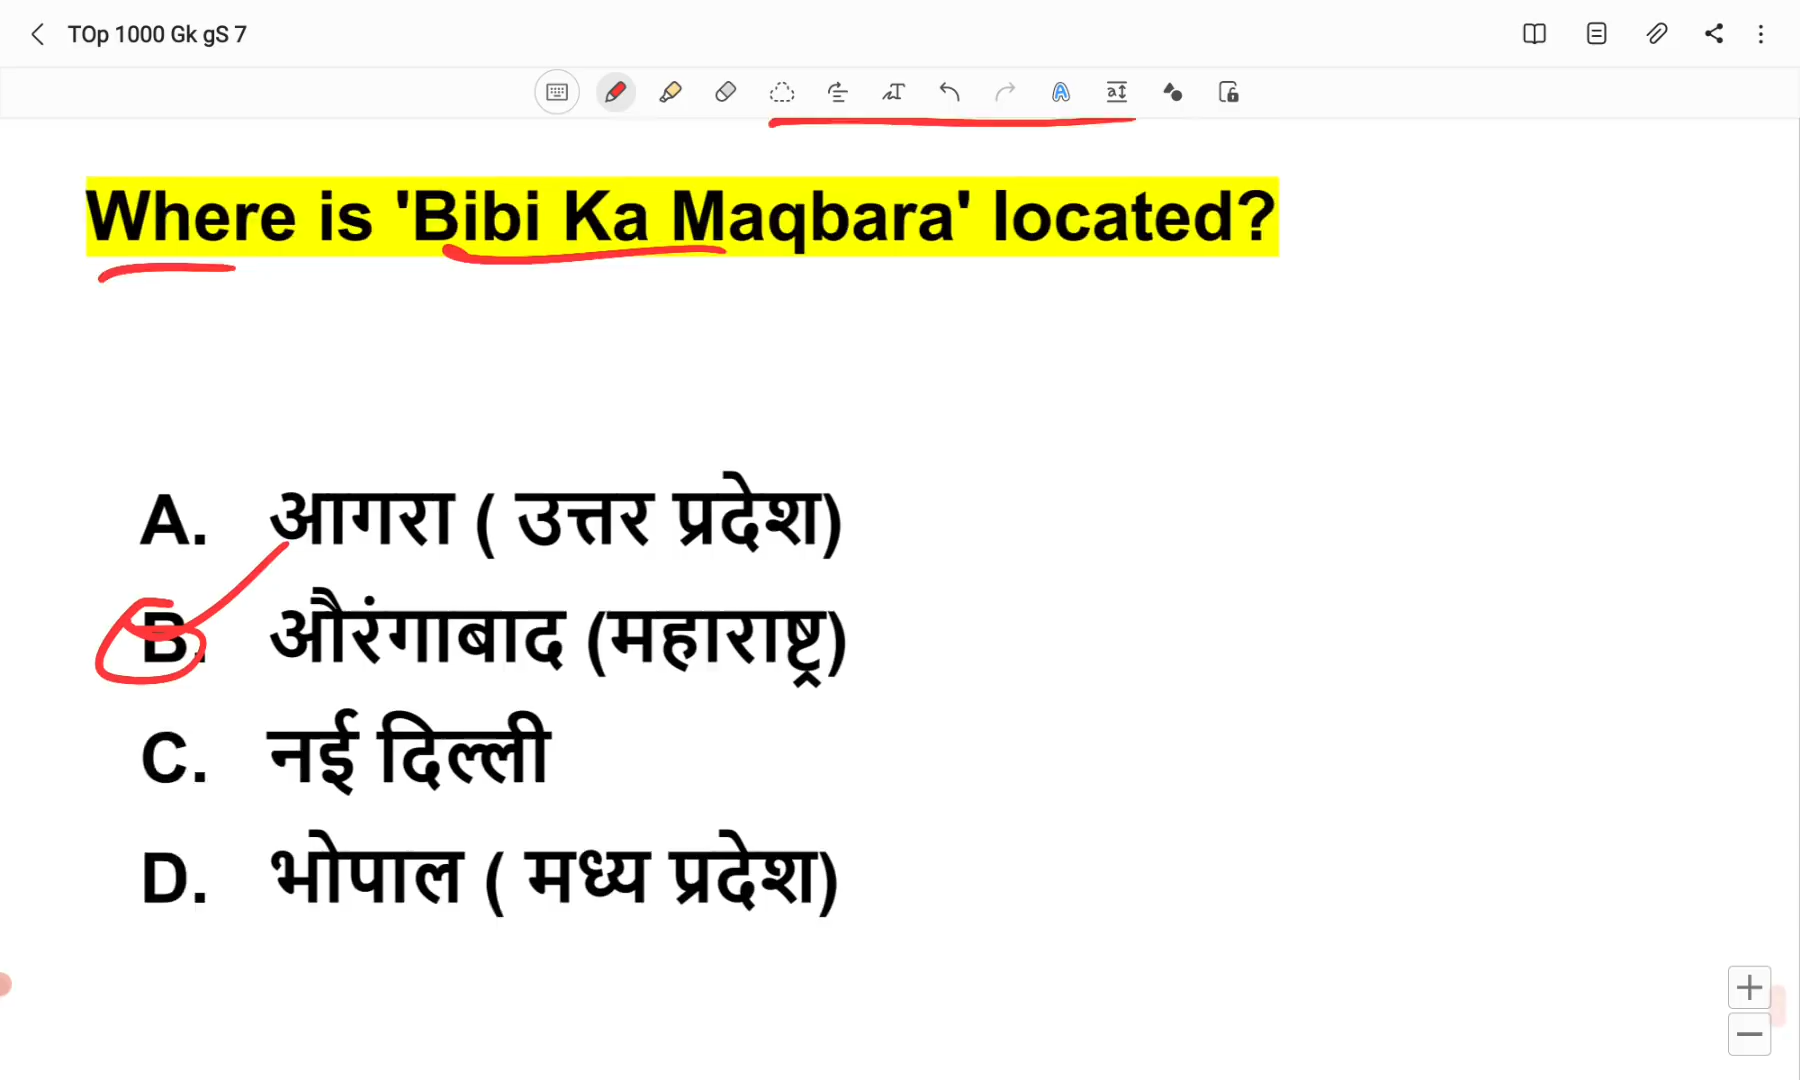 TOp 1000 Gk gS 7
Where is 'Bibi Ka Maqbara' located?
A. आगरा ( उत्तर प्रदेश)
B. औरंगाबाद (महाराष्ट्र)
C. नई दिल्ली
D. भोपाल ( मध्य प्रदेश)